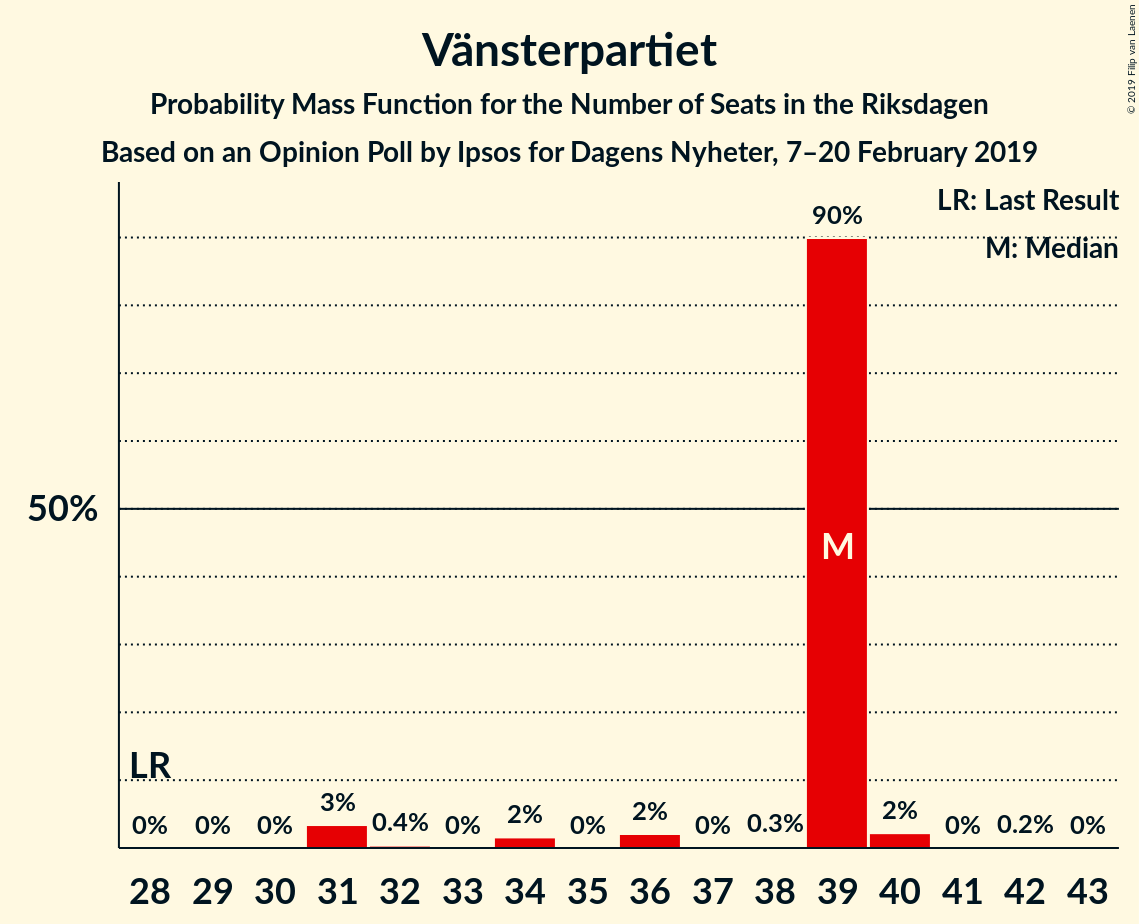 Vänsterpartiet
Probability Mass Function for the Number of Seats in the Riksdagen
Based on an Opinion Poll by Ipsos for Dagens Nyheter, 7–20 February 2019
© 2019 Filip van Laenen
LR: Last Result
M: Median
90%
50%
M
LR
0% 0% 0% 3% 0.4% 0% 2% 0% 2% 0% 0.3% 2% 0% 0.2% 0%
28 29 30 31 32 33 34 35 36 37 38 39 40 41 42 43